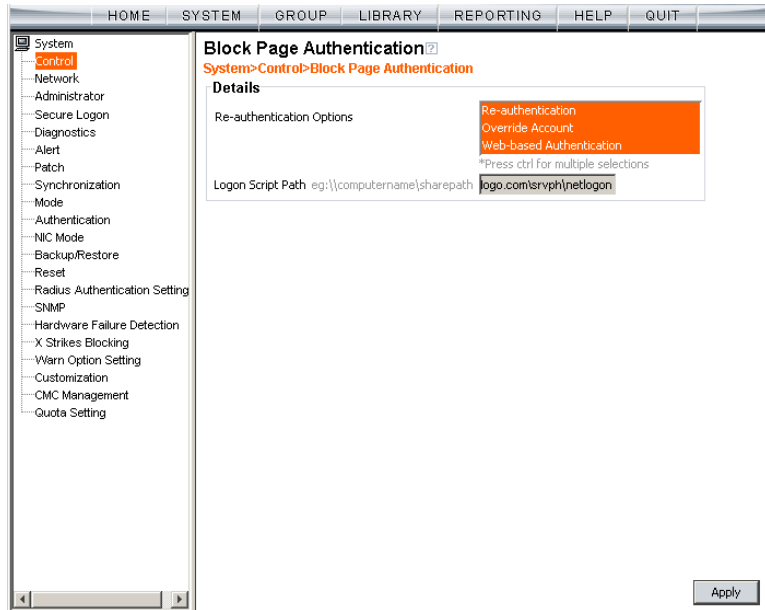 HOME SYSTEM GROUP LIBRARY REPORTING HELP QUIT
System
Control
Network
Administrator
Secure Logon
Diagnostics
Alert
Patch
Synchronization
Mode
Authentication
NIC Mode
Backup/Restore
Reset
Radius Authentication Setting
SNMP
Hardware Failure Detection
X Strikes Blocking
Warn Option Setting
Customization
CMC Management
Quota Setting
Block Page Authentication?
System>Control>Block Page Authentication
Details
Re-authentication Options
Re-authentication
Override Account
Web-based Authentication
*Press ctrl for multiple selections
Logon Script Path eg:\\computername\sharepath logo.com\srvph\netlogon
Apply